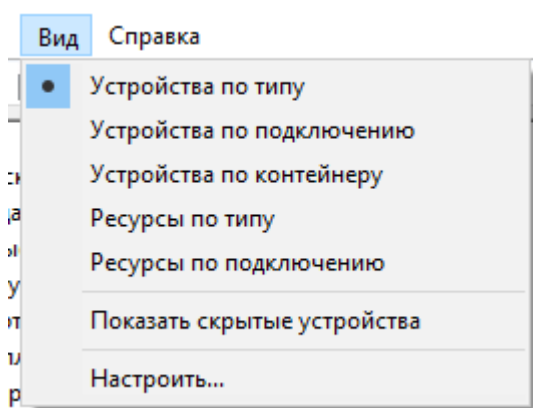 Вид Справка
Устройства по типу
Устройства по подключению
Устройства по контейнеру
Ресурсы по типу
Ресурсы по подключению
Показать скрытые устройства
Настроить...